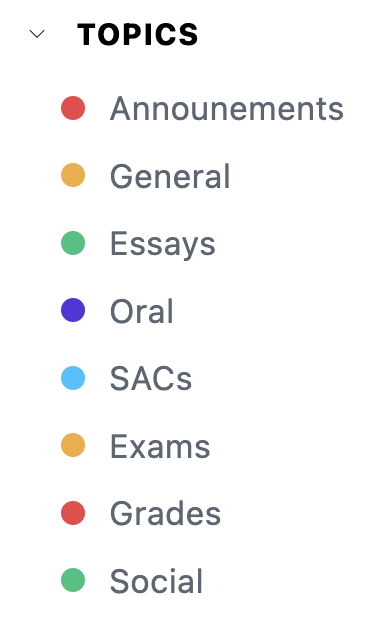 TOPICS
Announements
General
Essays
Oral
SACs
Exams
Grades
Social